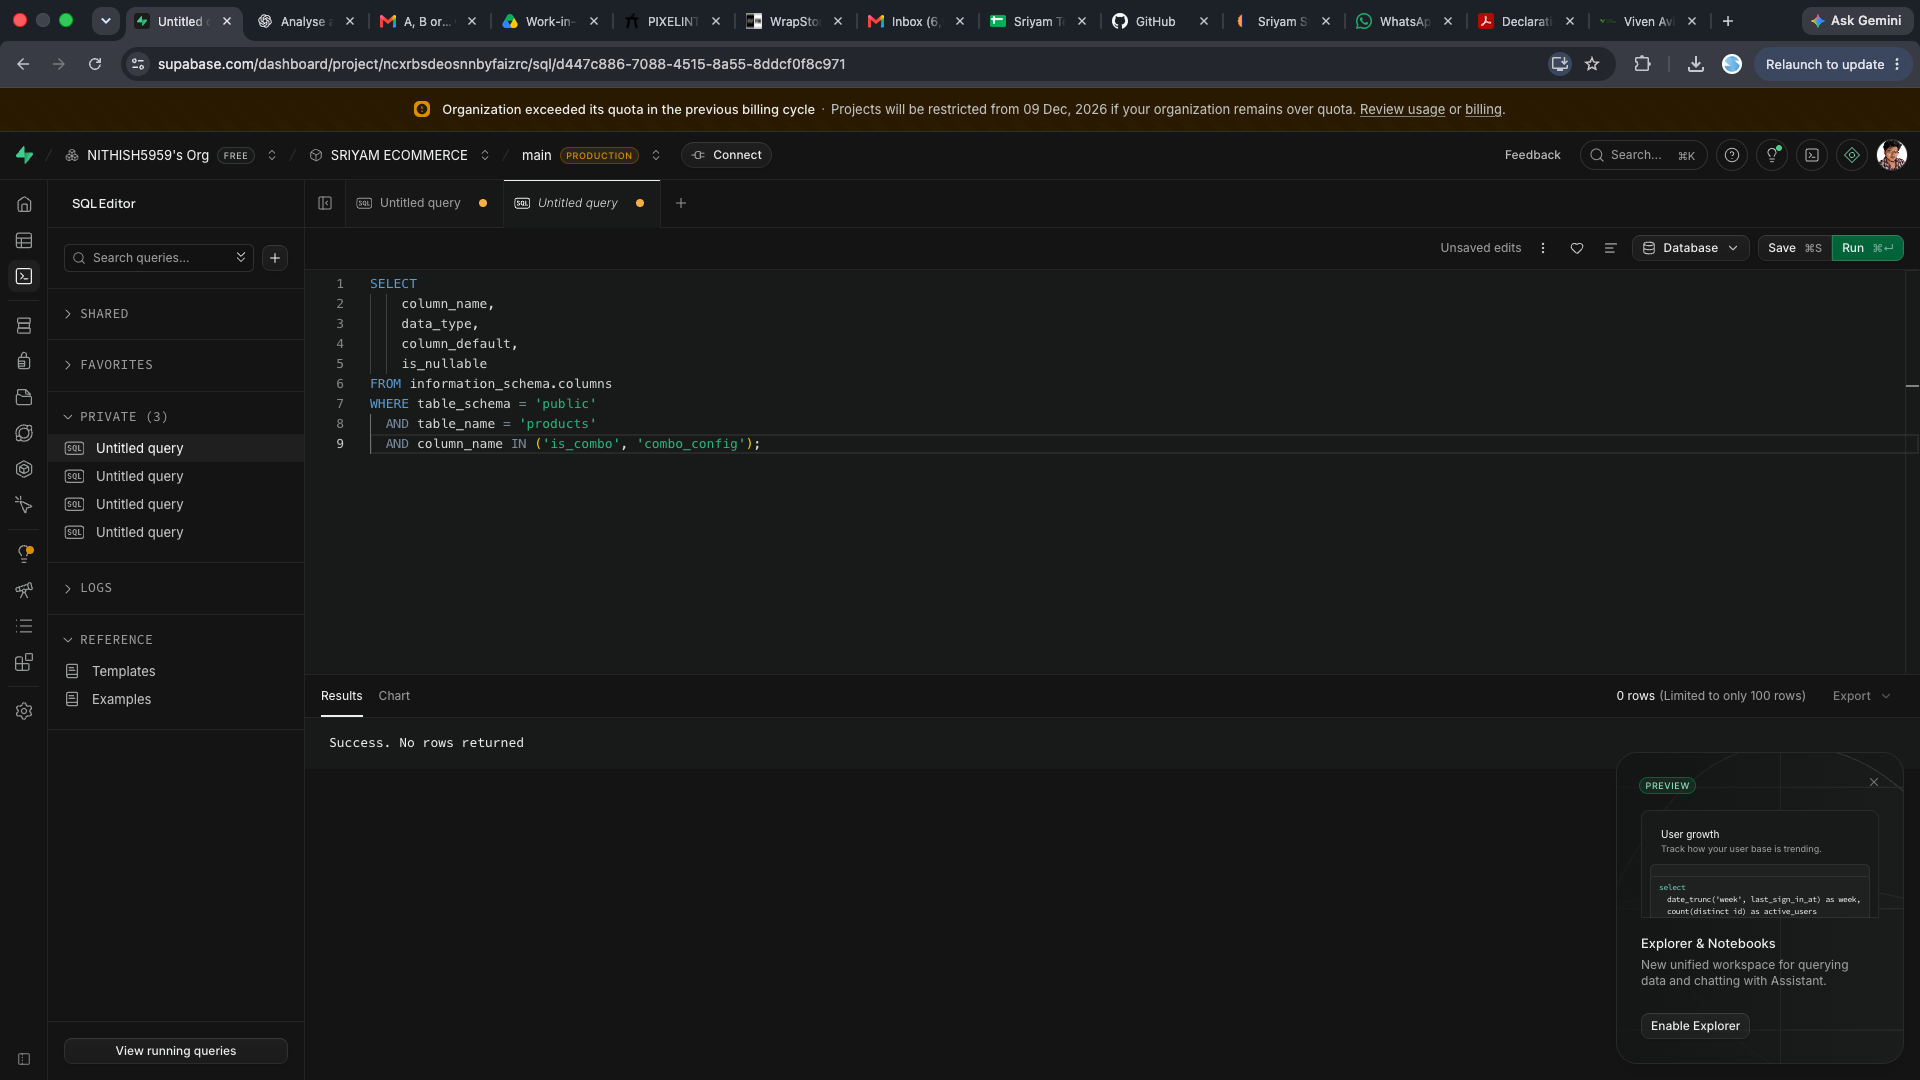 Untitled
Analyse
A, B or...
Work-in-
PIXELINT
WrapSto
Inbox (6,
Sriyam Te
GitHub
Sriyam S
WhatsAp
Declarati
Viven Av
Ask Gemini
supabase.com/dashboard/project/ncxrbsdeosnnbyfaizrc/sql/d447c886-7088-4515-8a55-8ddcf0f8c971
Relaunch to update
Organization exceeded its quota in the previous billing cycle · Projects will be restricted from 09 Dec, 2026 if your organization remains over quota. Review usage or billing.
NITHISH5959's Org FREE / SRIYAM ECOMMERCE / main PRODUCTION Connect
Feedback Search... ⌘K
SQL Editor
SQL Untitled query
SQL Untitled query
Search queries...
Unsaved edits
Database
Save ⌘S
Run ⌘↵
SHARED
FAVORITES
PRIVATE (3)
SQL Untitled query
SQL Untitled query
SQL Untitled query
SQL Untitled query
LOGS
REFERENCE
Templates
Examples
View running queries
1 SELECT
2 column_name,
3 data_type,
4 column_default,
5 is_nullable
6 FROM information_schema.columns
7 WHERE table_schema = 'public'
8 AND table_name = 'products'
9 AND column_name IN ('is_combo', 'combo_config');
Results Chart
0 rows (Limited to only 100 rows) Export
Success. No rows returned
PREVIEW
User growth
Track how your user base is trending.
select
date_trunc('week', last_sign_in_at) as week,
count(distinct id) as active_users
Explorer & Notebooks
New unified workspace for querying
data and chatting with Assistant.
Enable Explorer